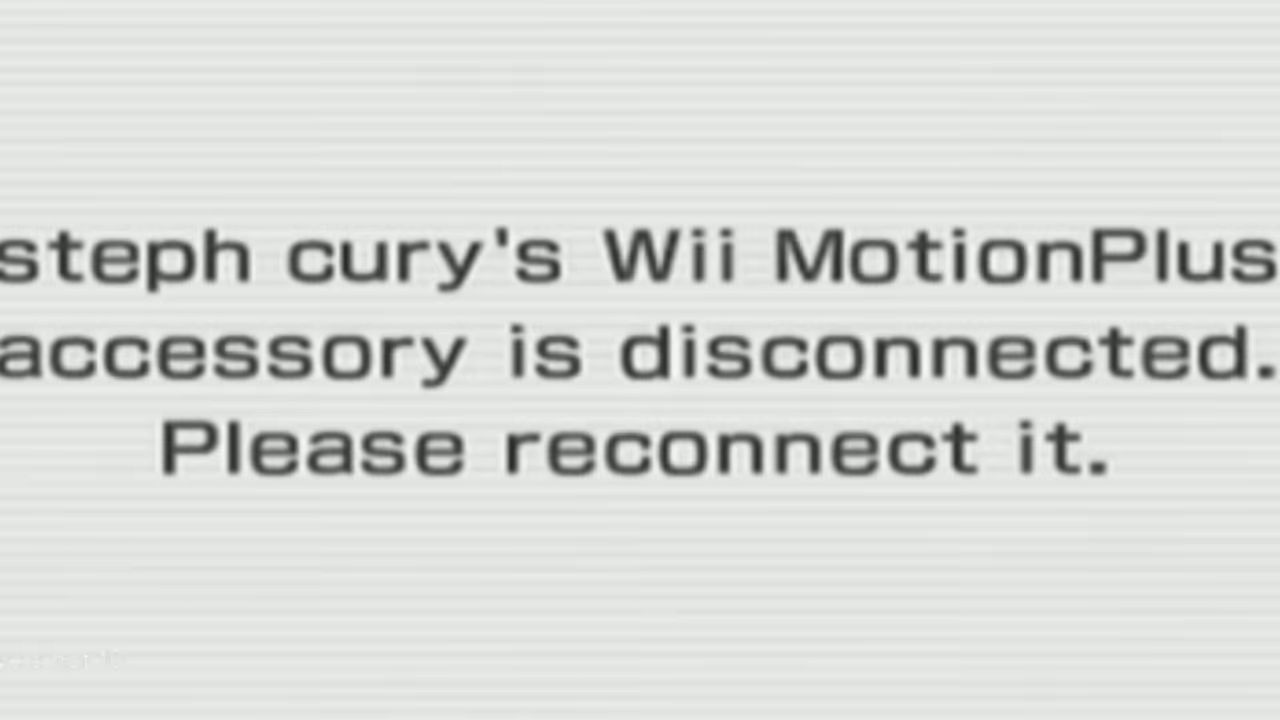 steph cury's Wii MotionPlus
accessory is disconnected.
Please reconnect it.